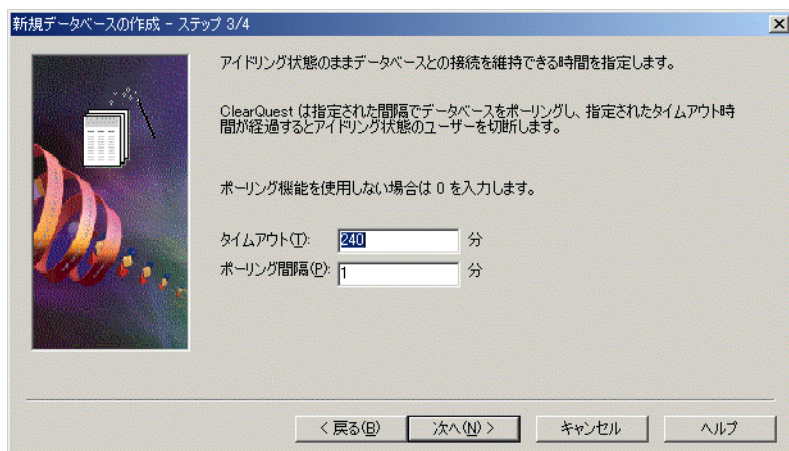 新規データベースの作成 - ステップ 3/4
アイドリング状態のままデータベースとの接続を維持できる時間を指定します。
ClearQuest は指定された間隔でデータベースをポーリングし、指定されたタイムアウト時
間が経過するとアイドリング状態のユーザーを切断します。
ポーリング機能を使用しない場合は 0 を入力します。
タイムアウト(T): 240 分
ポーリング間隔(P): 1 分
< 戻る(B) 次へ(N) > キャンセル ヘルプ